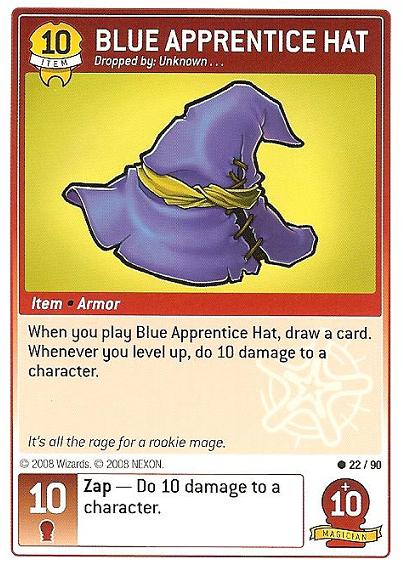 10
ITEM
BLUE APPRENTICE HAT
Dropped by: Unknown . . .
Item • Armor
When you play Blue Apprentice Hat, draw a card.
Whenever you level up, do 10 damage to a
character.
It's all the rage for a rookie mage.
© 2008 Wizards. © 2008 NEXON.
● 22 / 90
10
Zap — Do 10 damage to a
character.
+
10
MAGICIAN